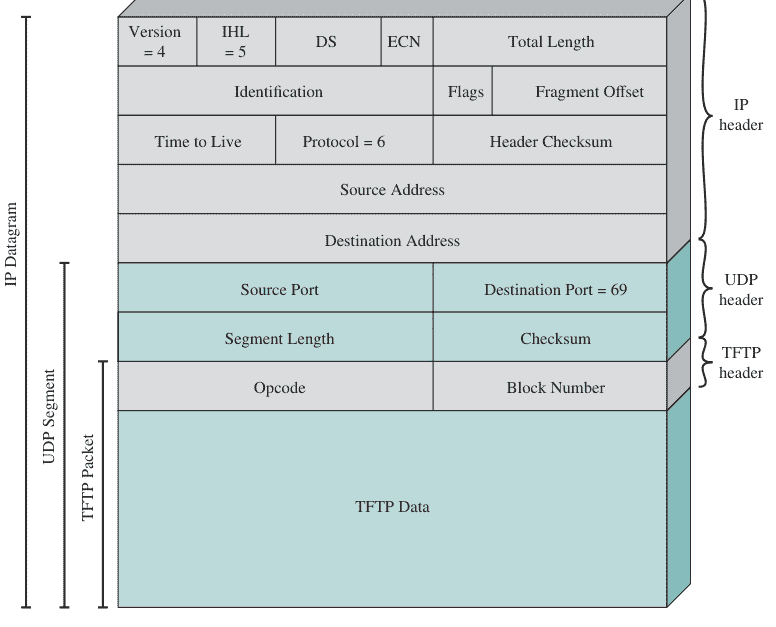 Version
= 4
IHL
= 5
DS
ECN
Total Length
Identification
Flags
Fragment Offset
IP
header
Time to Live
Protocol = 6
Header Checksum
Source Address
Destination Address
IP Datagram
Source Port
Destination Port = 69
UDP
header
Segment Length
Checksum
TFTP
header
Opcode
Block Number
UDP Segment
TFTP Packet
TFTP Data